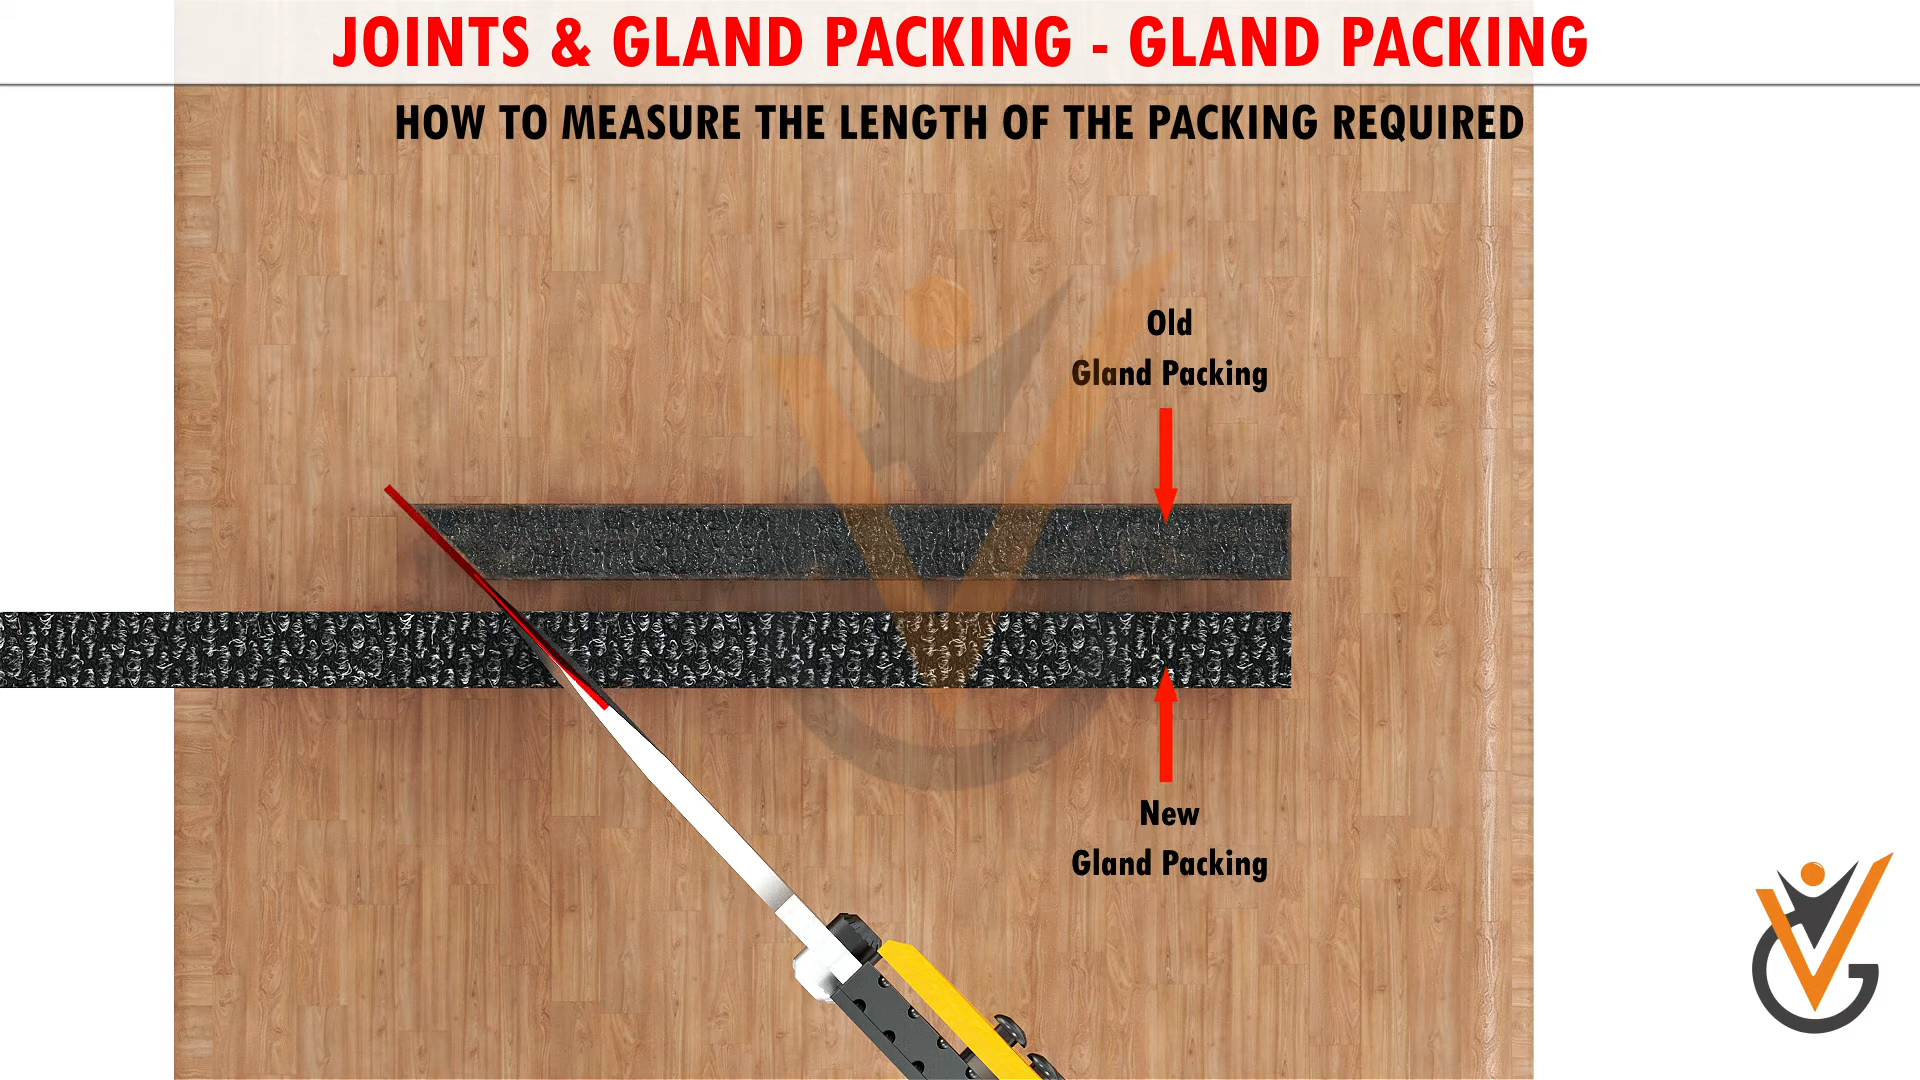 JOINTS & GLAND PACKING - GLAND PACKING
HOW TO MEASURE THE LENGTH OF THE PACKING REQUIRED
Old
Gland Packing
New
Gland Packing